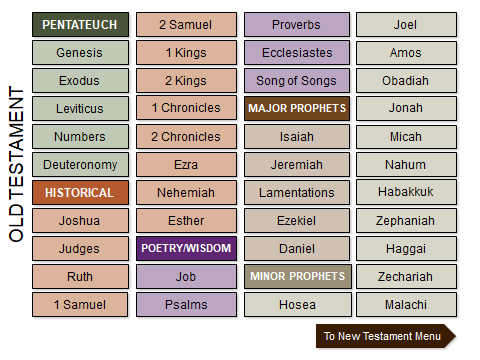 OLD TESTAMENT
PENTATEUCH
Genesis
Exodus
Leviticus
Numbers
Deuteronomy
HISTORICAL
Joshua
Judges
Ruth
1 Samuel
2 Samuel
1 Kings
2 Kings
1 Chronicles
2 Chronicles
Ezra
Nehemiah
Esther
POETRY/WISDOM
Job
Psalms
Proverbs
Ecclesiastes
Song of Songs
MAJOR PROPHETS
Isaiah
Jeremiah
Lamentations
Ezekiel
Daniel
MINOR PROPHETS
Hosea
Joel
Amos
Obadiah
Jonah
Micah
Nahum
Habakkuk
Zephaniah
Haggai
Zechariah
Malachi
To New Testament Menu